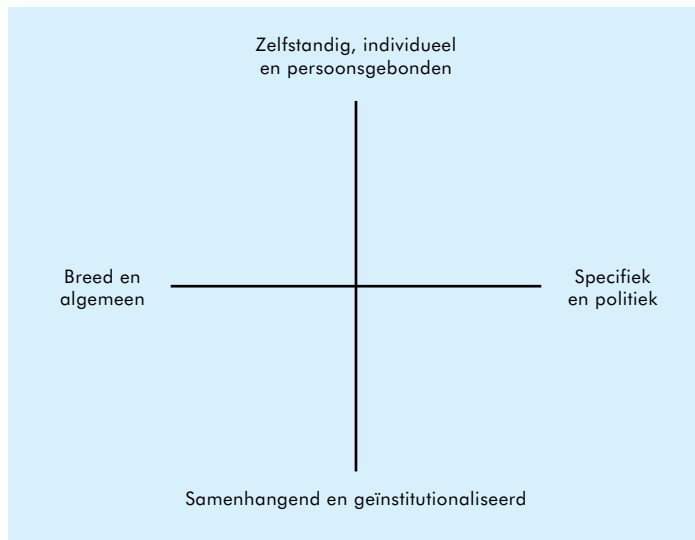 Zelfstandig, individueel
en persoonsgebonden
Breed en
algemeen
Specifiek
en politiek
Samenhangend en geïnstitutionaliseerd